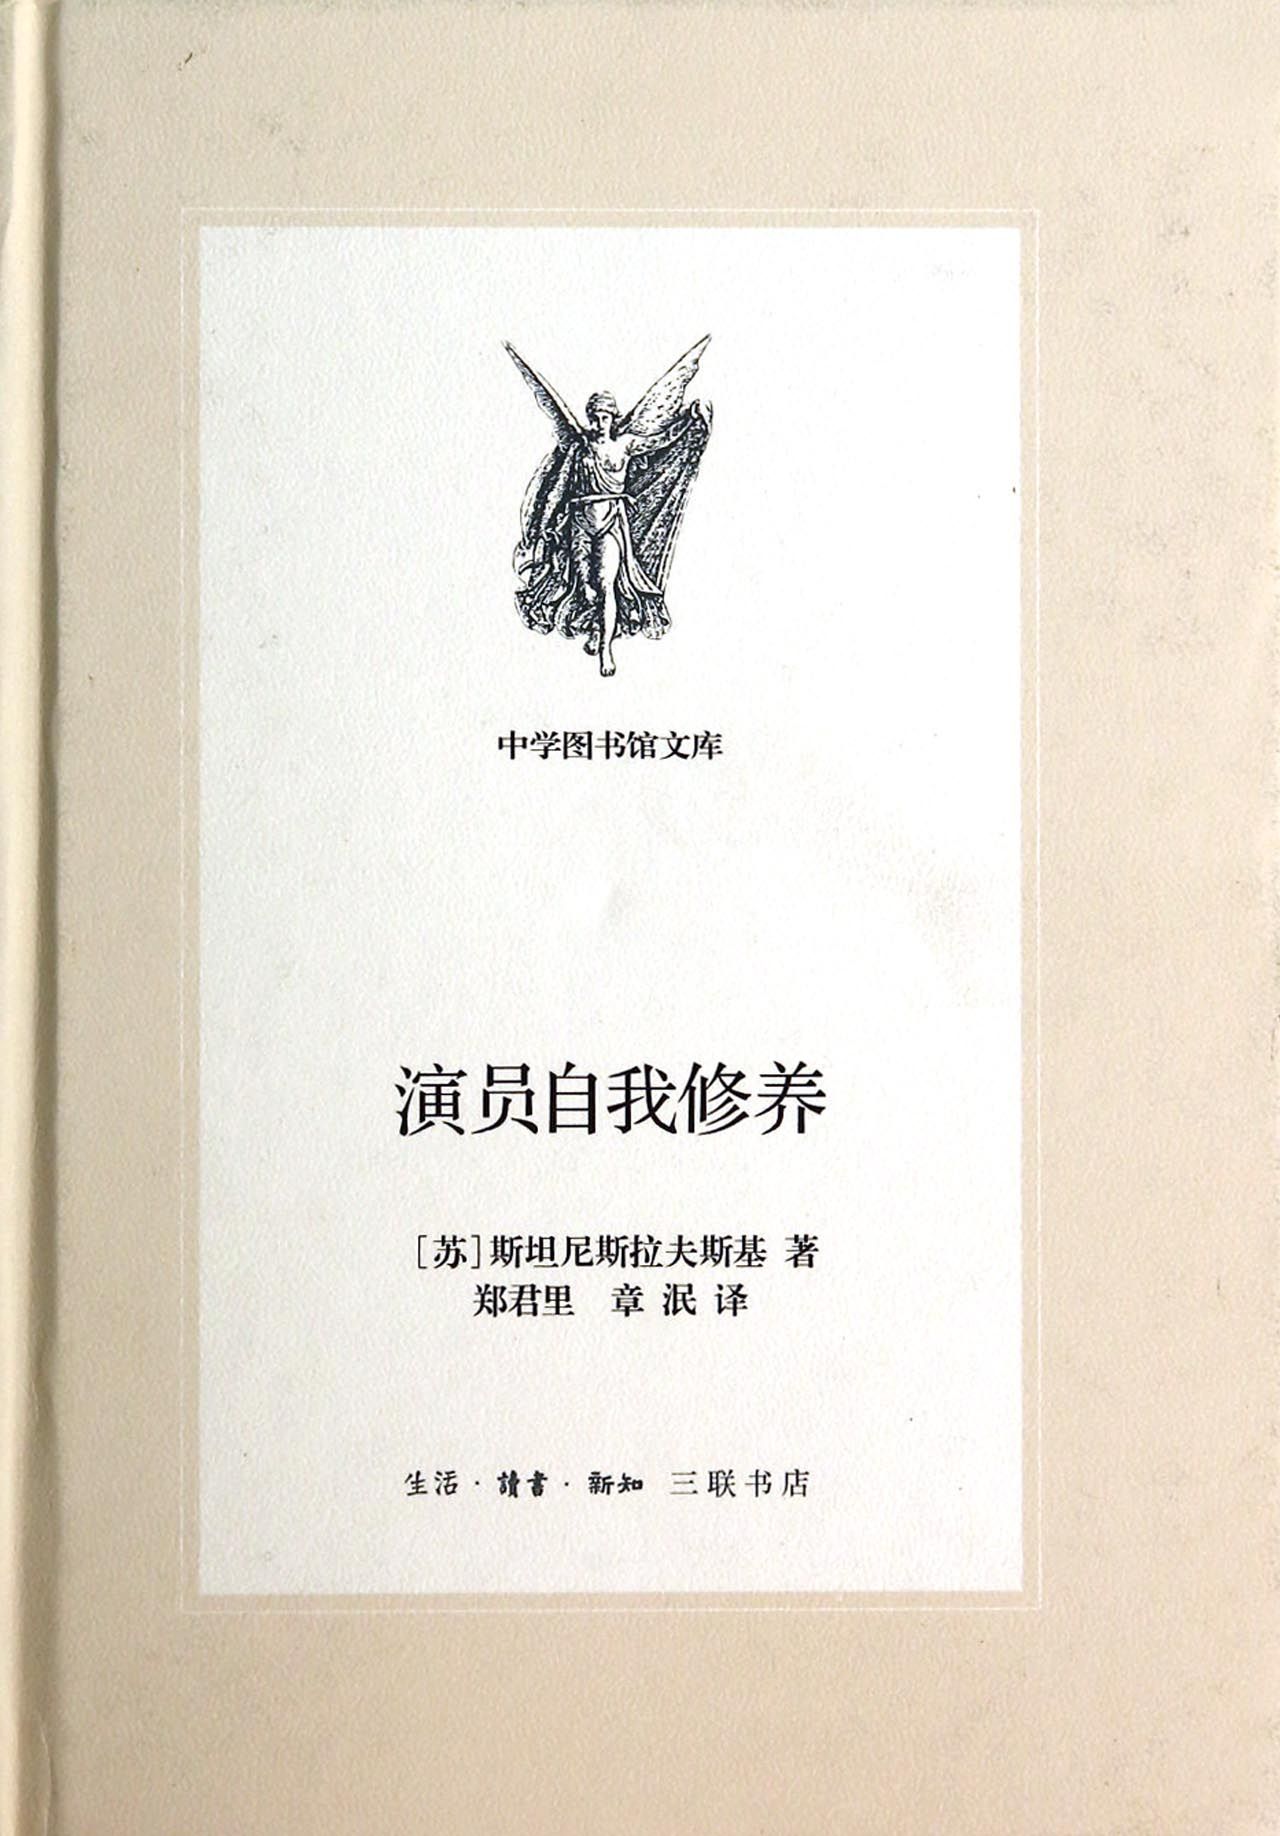 中学图书馆文库
演员自我修养
[苏]斯坦尼斯拉夫斯基 著
郑君里 章泯 译
生活·讀書·新知 三联书店